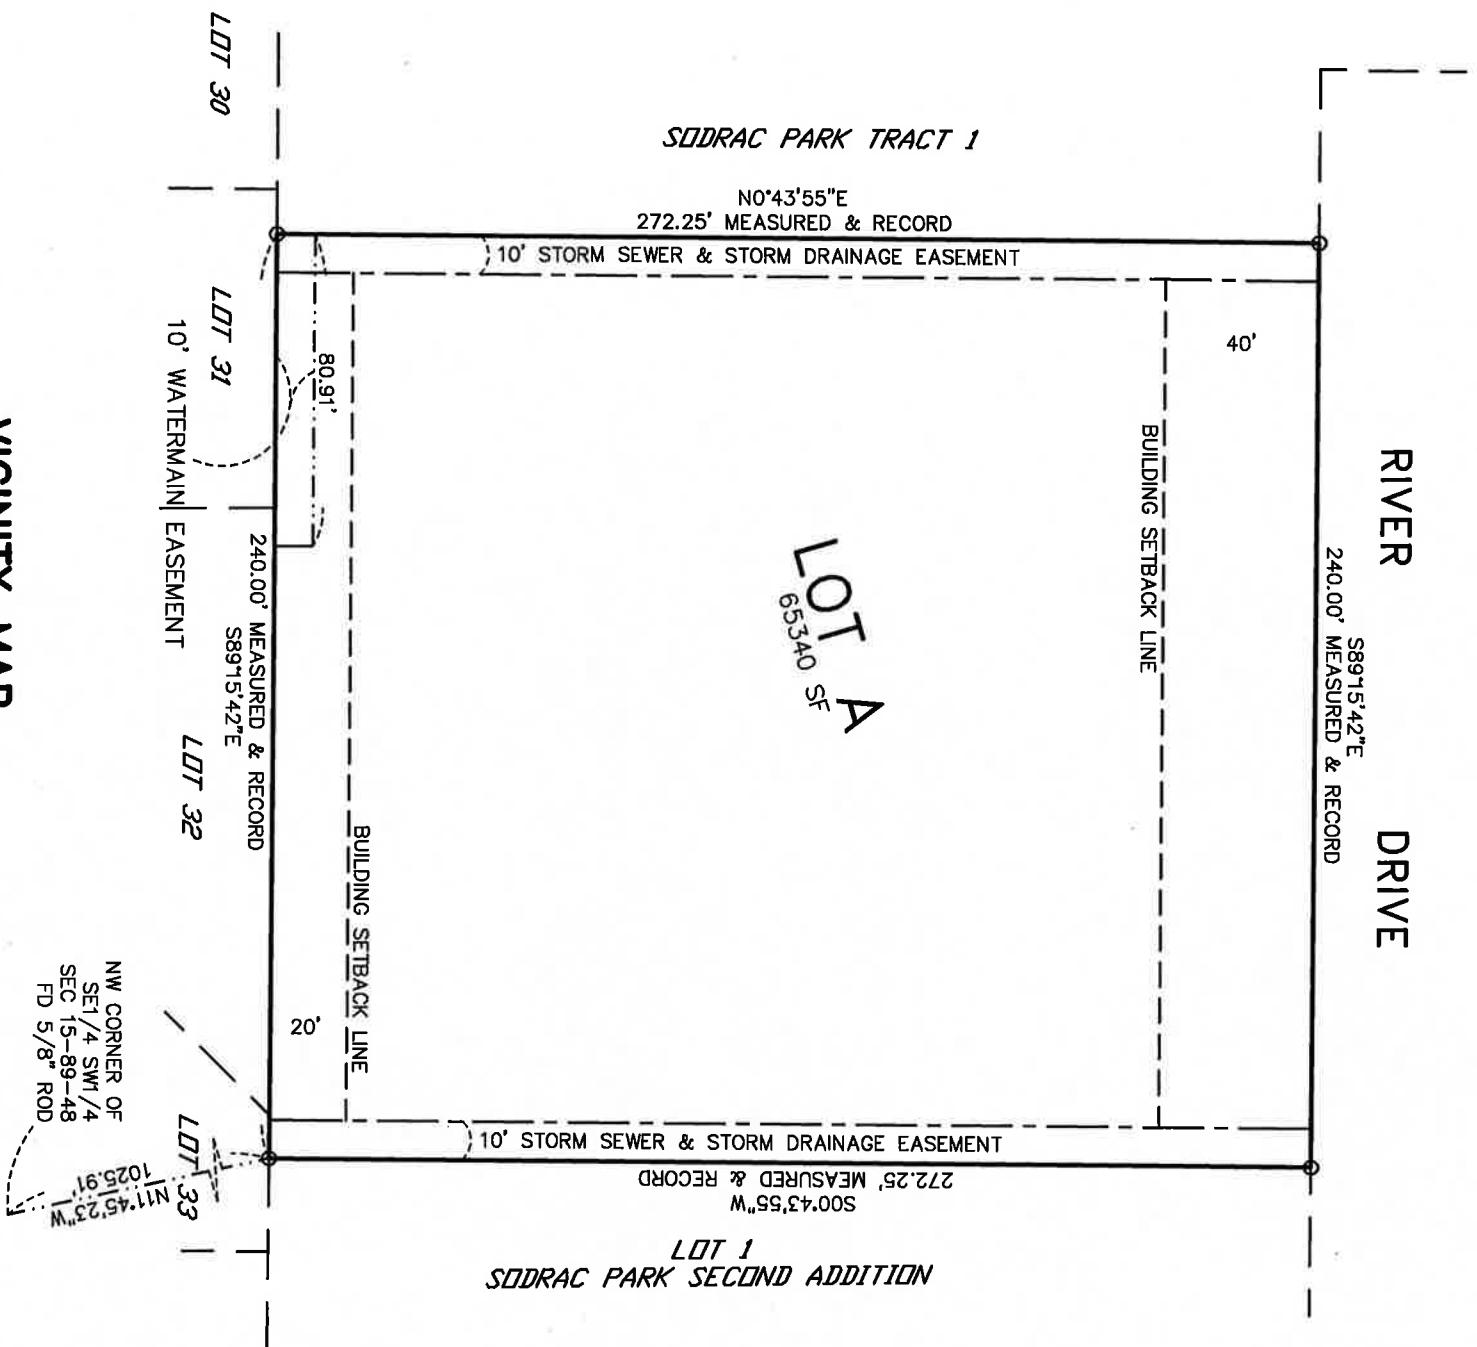 SODRAC PARK TRACT 1
N0°43'55"E
272.25' MEASURED & RECORD
10' STORM SEWER & STORM DRAINAGE EASEMENT
LOT 30
LOT 31
10' WATERMAIN EASEMENT
80.91'
40'
BUILDING SETBACK LINE
RIVER DRIVE
S89°15'42"E
240.00' MEASURED & RECORD
LOT A
65340 SF
240.00' MEASURED & RECORD
S89°15'42"E
LOT 32
BUILDING SETBACK LINE
20'
NW CORNER OF
SE1/4 SW1/4
SEC 15-89-48
FD 5/8" ROD
LOT 33
N11°45'23"W
1025.91'
10' STORM SEWER & STORM DRAINAGE EASEMENT
S00°43'55"W
272.25' MEASURED & RECORD
LOT 1
SODRAC PARK SECOND ADDITION
VICINITY MAP